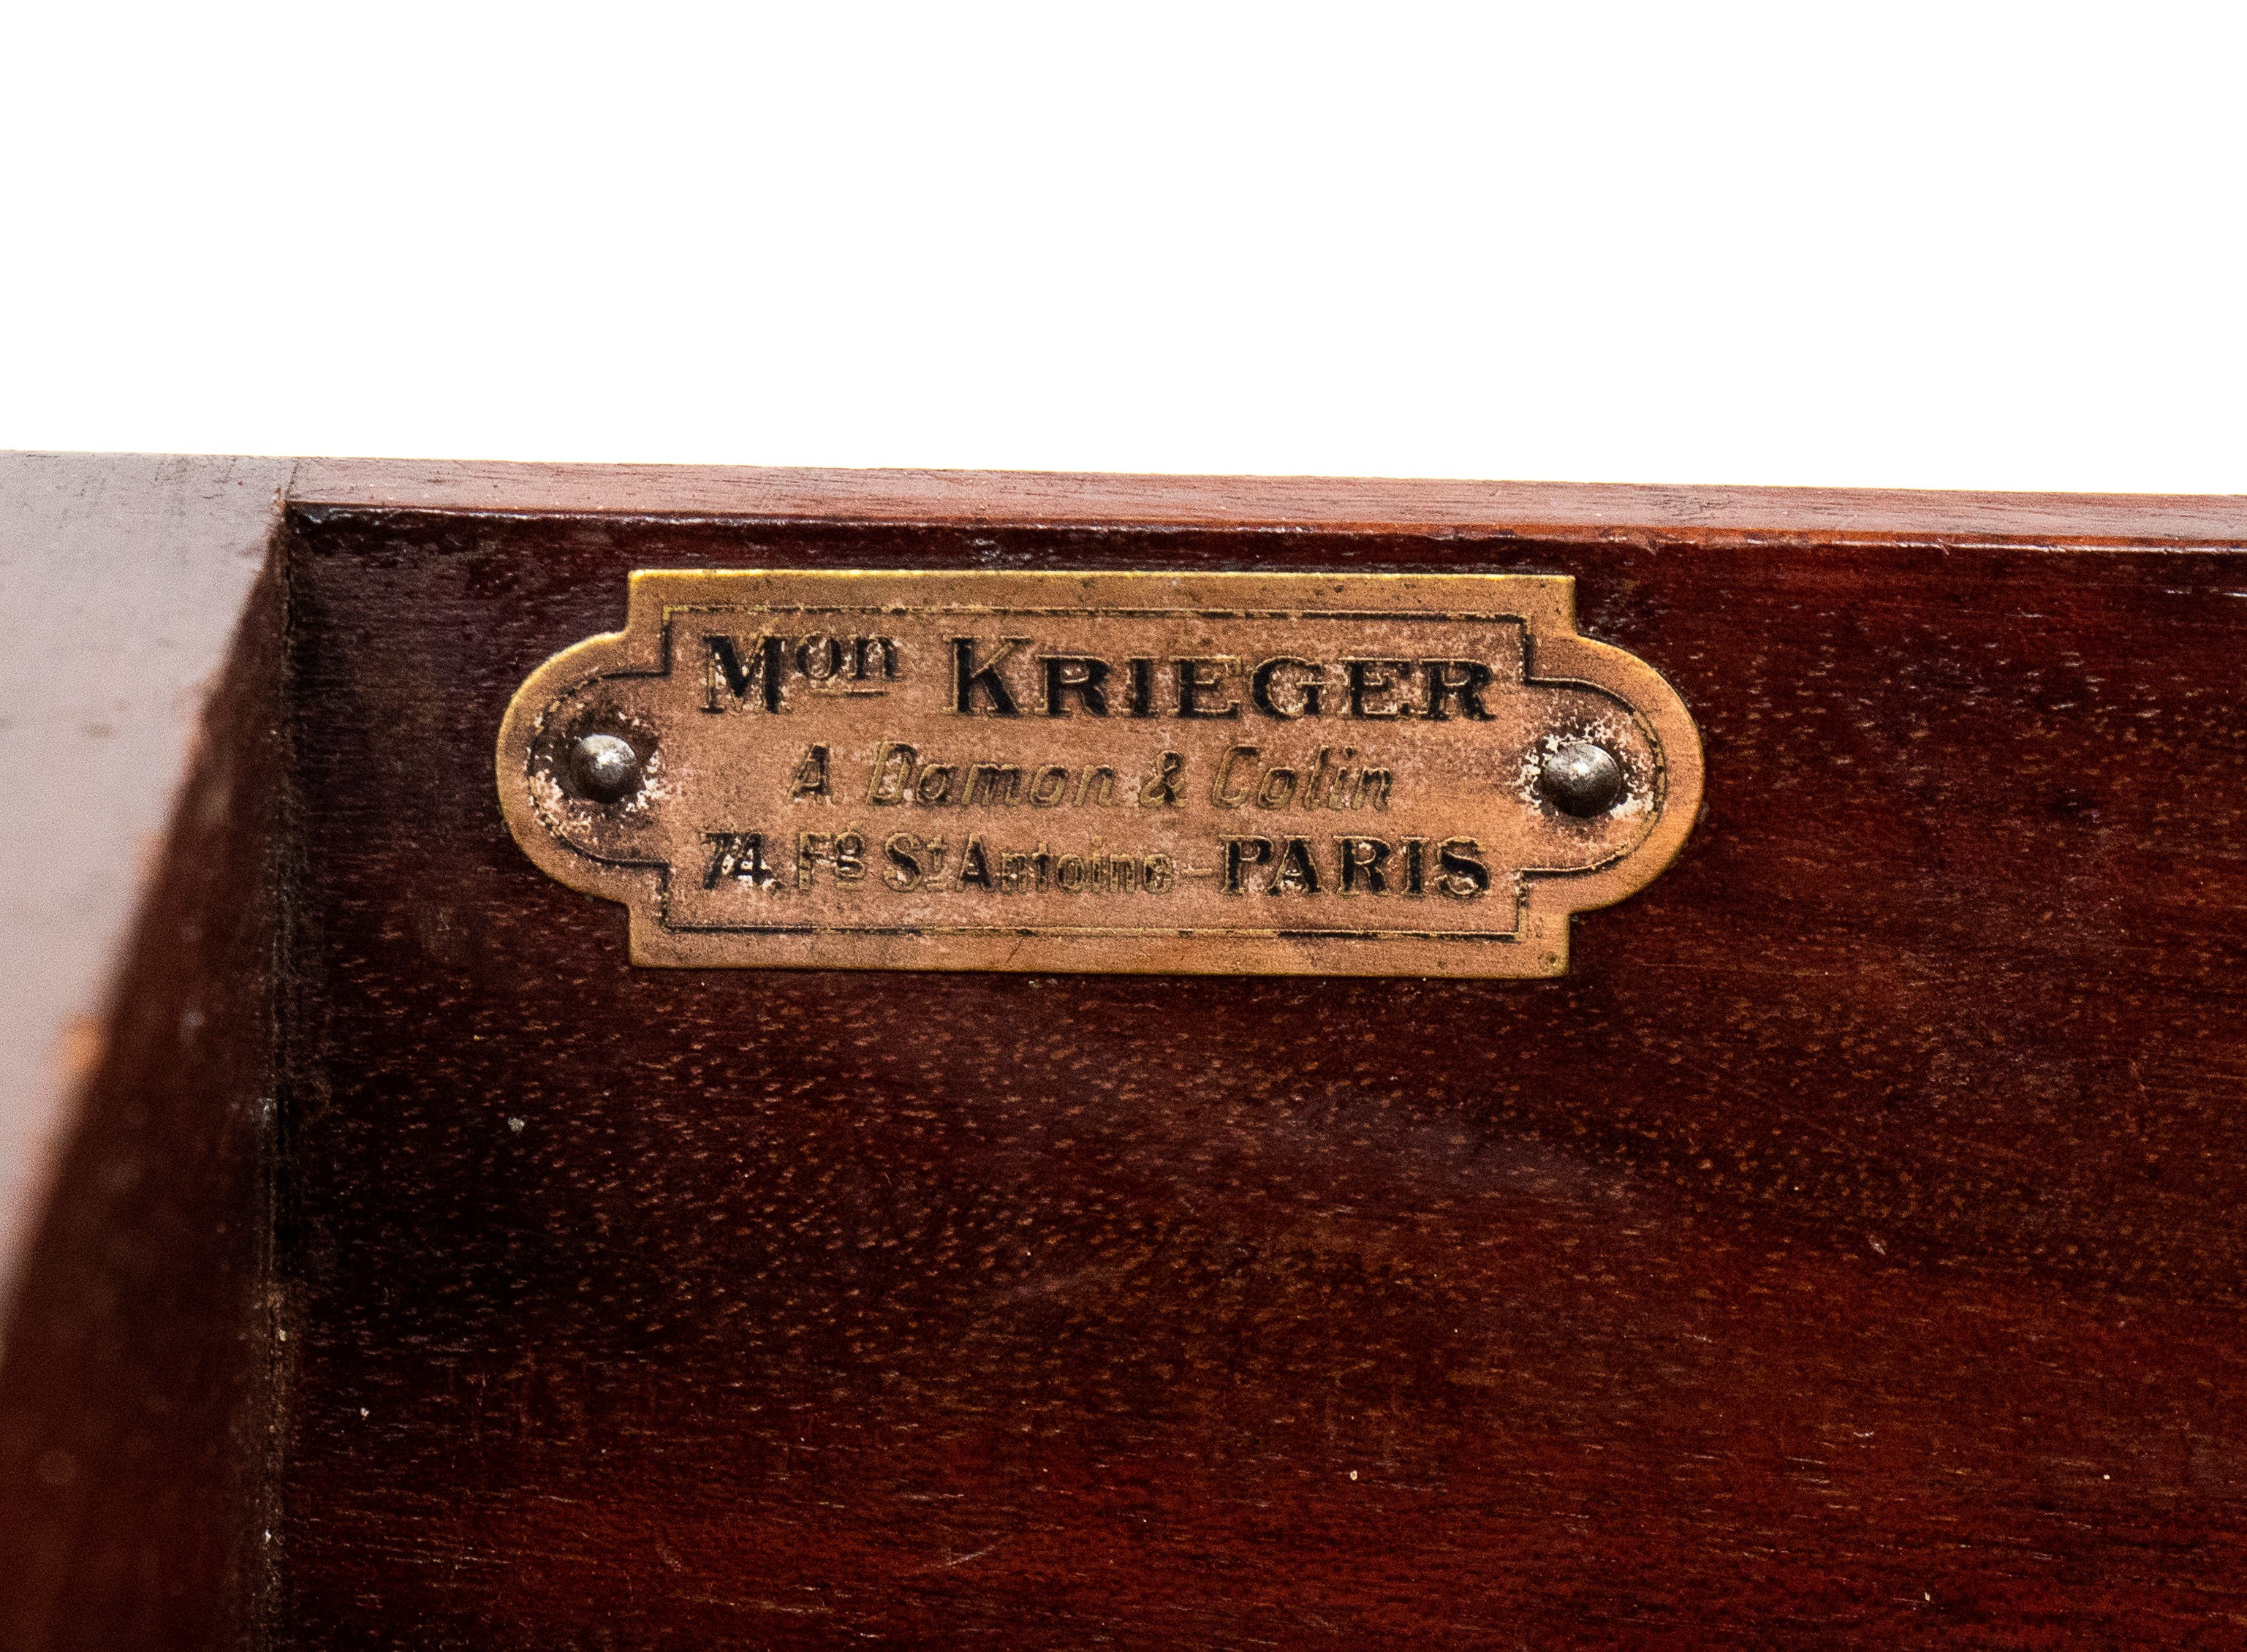 Mon KRIEGER
A. Damon & Colin
74. Fg St Antoine - PARIS